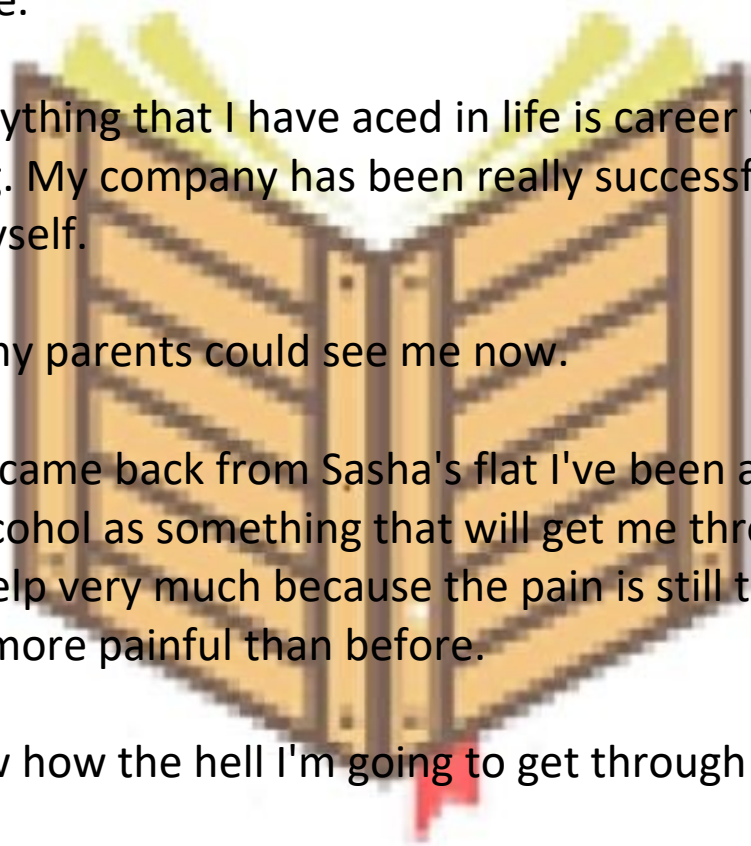 e.
ything that I have aced in life is career
g. My company has been really successf
yself.
ny parents could see me now.
came back from Sasha's flat I've been a
cohol as something that will get me thr
elp very much because the pain is still t
more painful than before.
w how the hell I'm going to get through